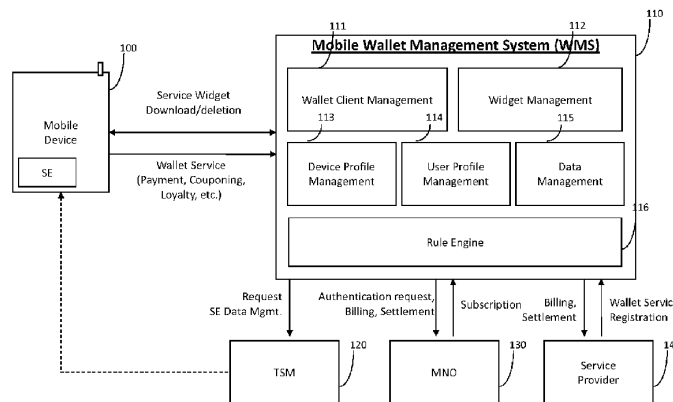 111
112
110
100
Mobile Wallet Management System (WMS)
Service Widget
Download/deletion
Wallet Client Management
Widget Management
Mobile
Device
113
114
115
SE
Wallet Service
(Payment, Couponing,
Loyalty, etc.)
Device Profile
Management
User Profile
Management
Data
Management
116
Rule Engine
Request
SE Data Mgmt.
Authentication request,
Billing, Settlement
Subscription
Billing,
Settlement
Wallet Service
Registration
120
130
TSM
MNO
Service
Provider